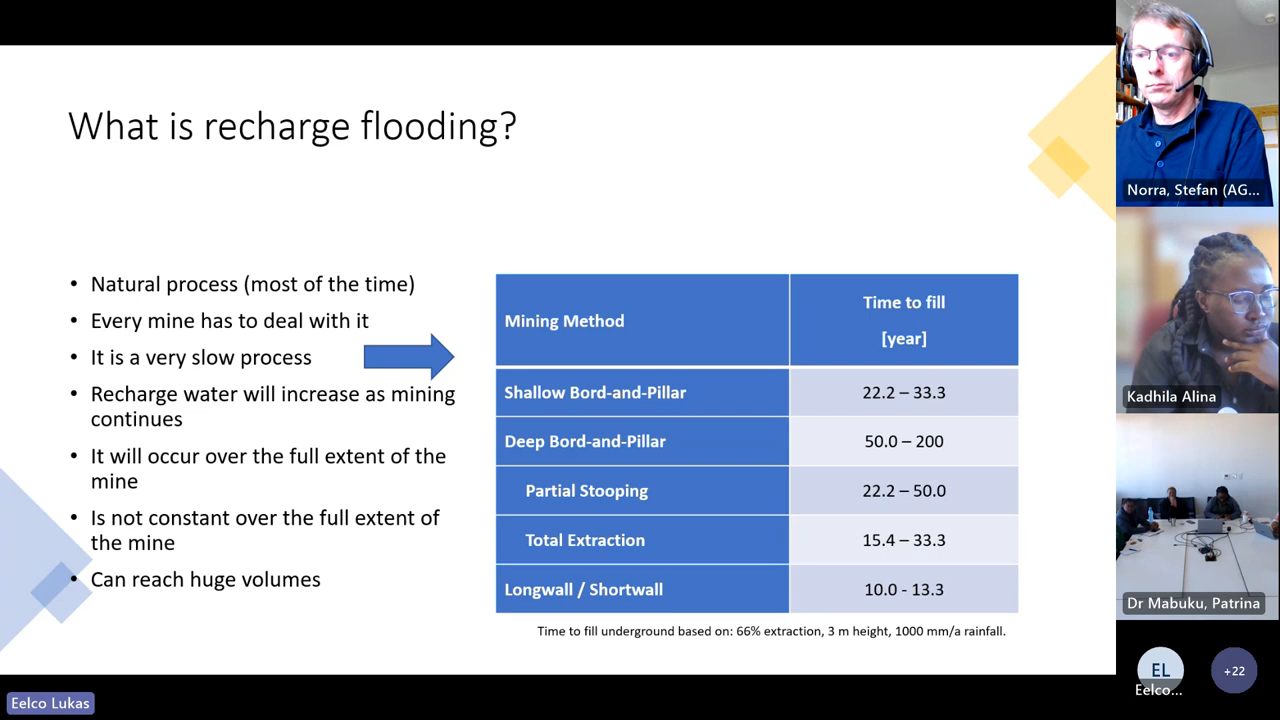 What is recharge flooding?
• Natural process (most of the time)
• Every mine has to deal with it
• It is a very slow process
• Recharge water will increase as mining
continues
• It will occur over the full extent of the
mine
• Is not constant over the full extent of
the mine
• Can reach huge volumes
Mining Method
Time to fill
[year]
Shallow Bord-and-Pillar
22.2 – 33.3
Deep Bord-and-Pillar
50.0 – 200
Partial Stooping
22.2 – 50.0
Total Extraction
15.4 – 33.3
Longwall / Shortwall
10.0 - 13.3
Time to fill underground based on: 66% extraction, 3 m height, 1000 mm/a rainfall.
Norra, Stefan (AG...
Kadhila Alina
Dr Mabuku, Patrina
EL
Eelco...
+22
Eelco Lukas